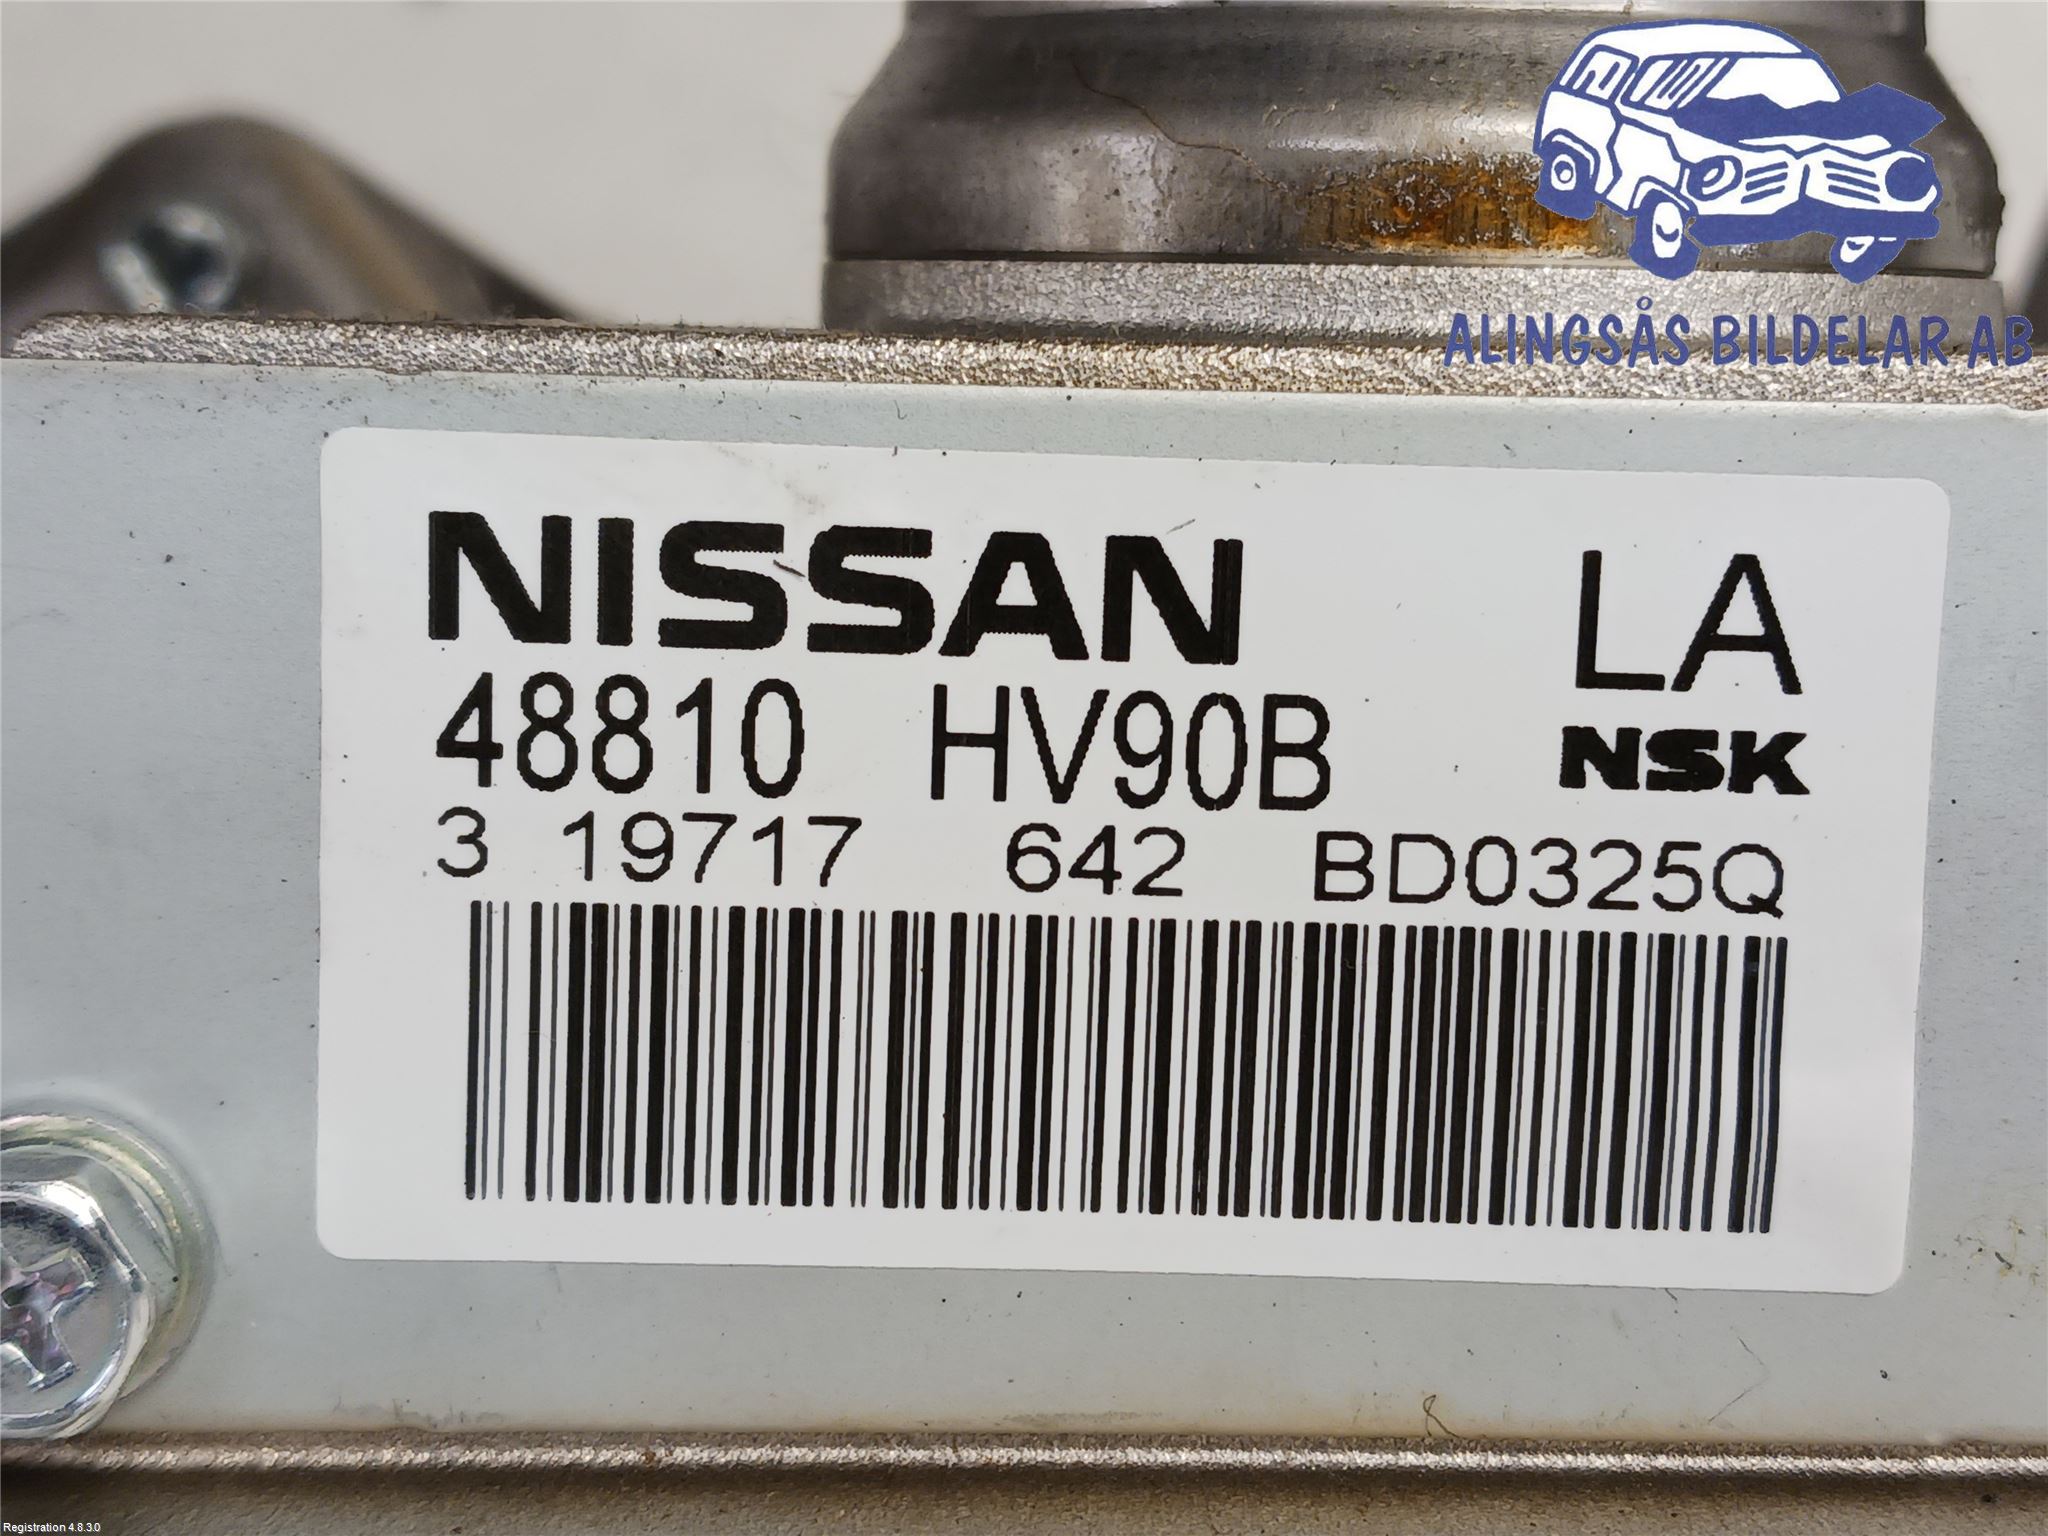 ALINGSÅS BILDELAR AB
NISSAN LA
48810 HV90B NSK
3 19717 642 BD0325Q
Registration 4.8.3.0